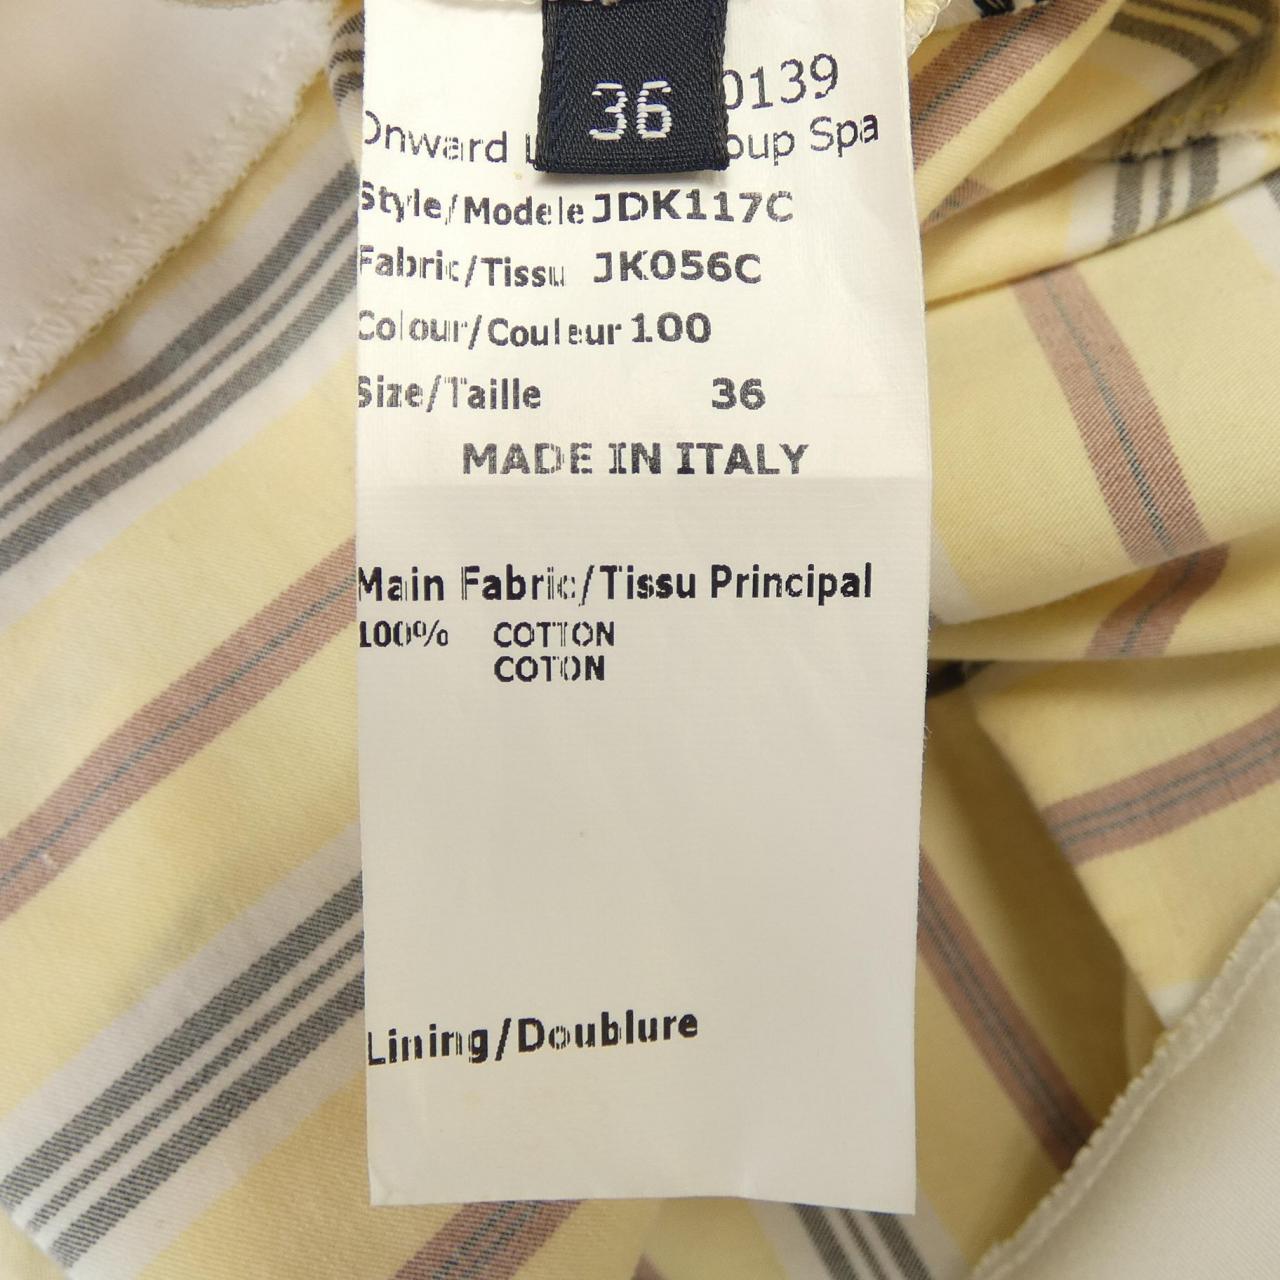 36
0139
Onward Spa
Style/Modele JDK117C
Fabric/Tissu JK056C
Colour/Couleur 100
Size/Taille 36
MADE IN ITALY
Main Fabric/Tissu Principal
100% COTTON
COTON
Lining/Doublure